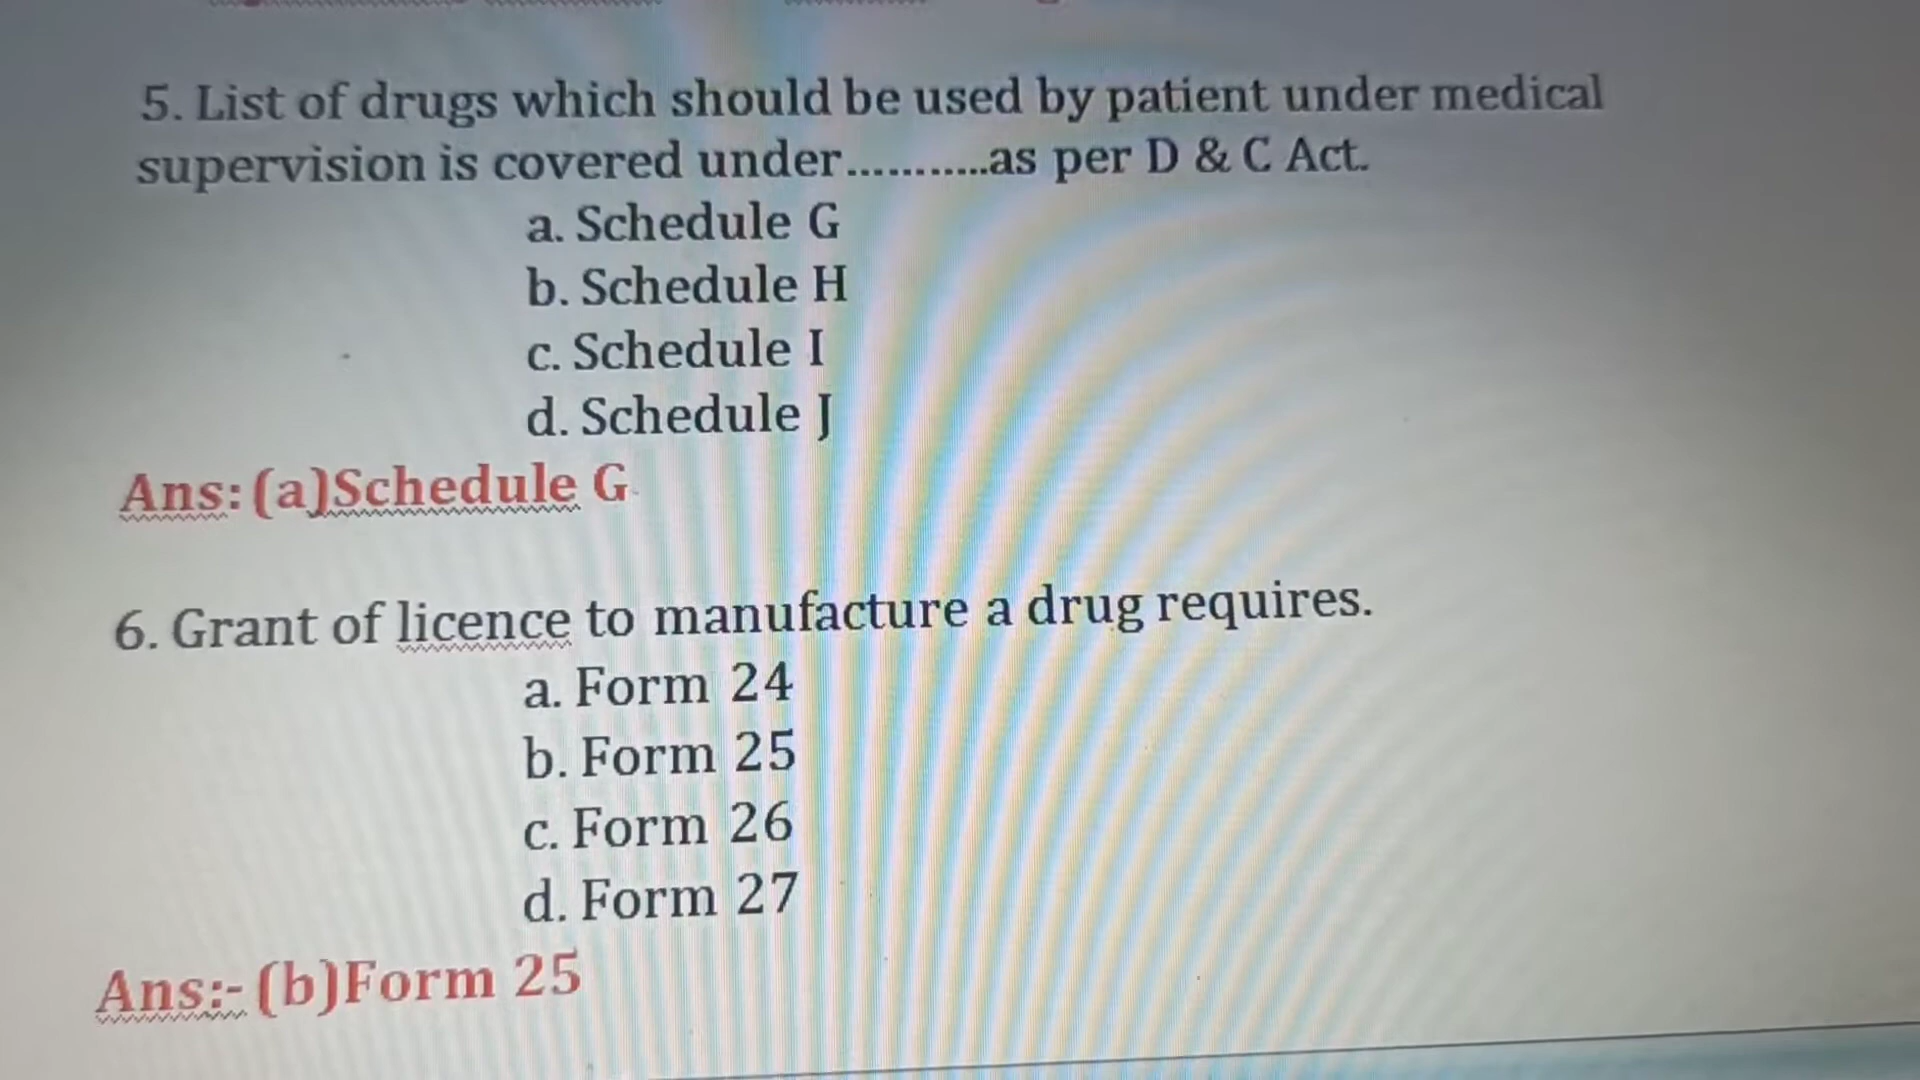 5. List of drugs which should be used by patient under medical
supervision is covered under............as per D & C Act.
a. Schedule G
b. Schedule H
c. Schedule I
d. Schedule J
Ans: (a)Schedule G
6. Grant of licence to manufacture a drug requires.
a. Form 24
b. Form 25
c. Form 26
d. Form 27
Ans:- (b)Form 25